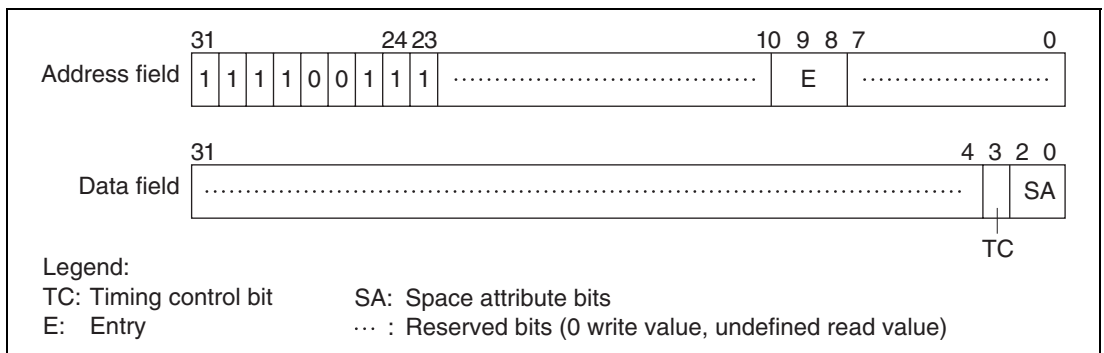 31 24 23 10 9 8 7 0
Address field 1 1 1 1 0 0 1 1 1 ⋯ E ⋯
31 4 3 2 0
Data field ⋯ SA
TC
Legend:
TC: Timing control bit SA: Space attribute bits
E: Entry ⋯ : Reserved bits (0 write value, undefined read value)